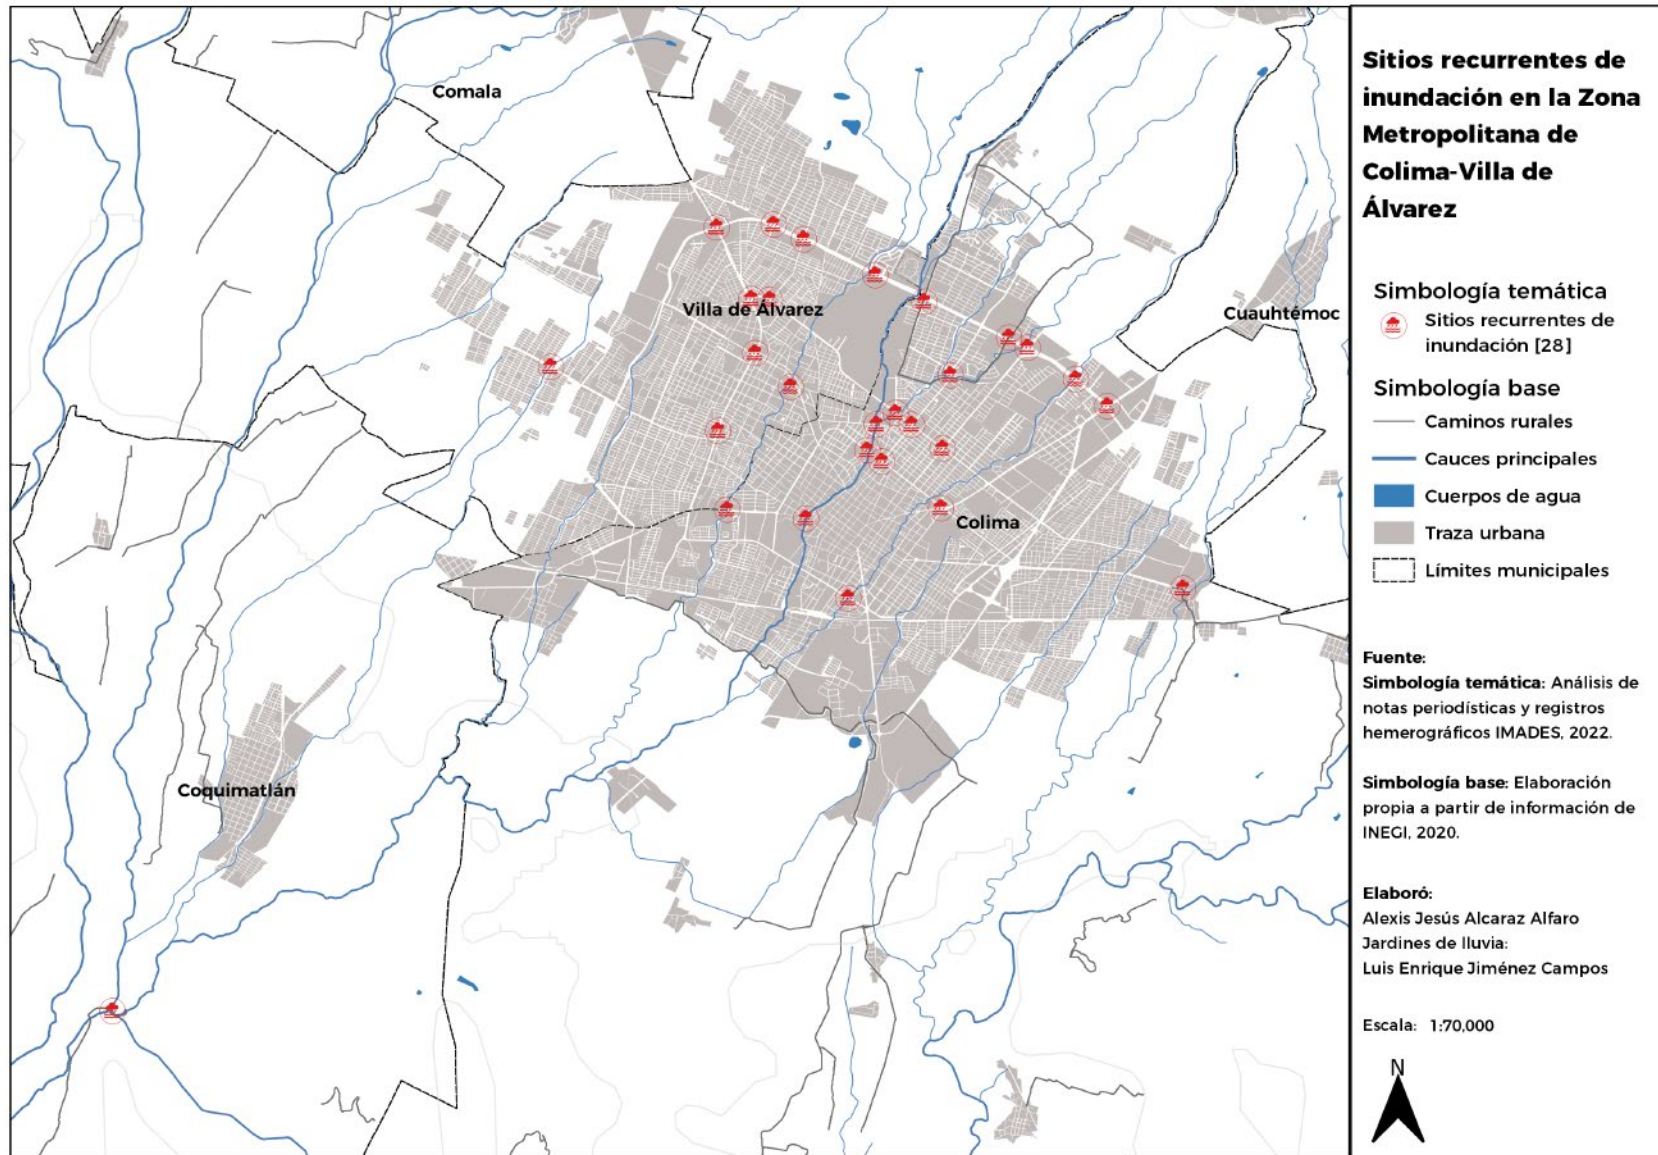 Comala
Villa de Álvarez
Cuauhtémoc
Colima
Coquimatlán
Sitios recurrentes de
inundación en la Zona
Metropolitana de
Colima-Villa de
Álvarez
Simbología temática
Sitios recurrentes de
inundación [28]
Simbología base
Caminos rurales
Cauces principales
Cuerpos de agua
Traza urbana
Límites municipales
Fuente:
Simbología temática: Análisis de
notas periodísticas y registros
hemerográficos IMADES, 2022.
Simbología base: Elaboración
propia a partir de información de
INEGI, 2020.
Elaboró:
Alexis Jesús Alcaraz Alfaro
Jardines de lluvia:
Luis Enrique Jiménez Campos
Escala: 1:70,000
N